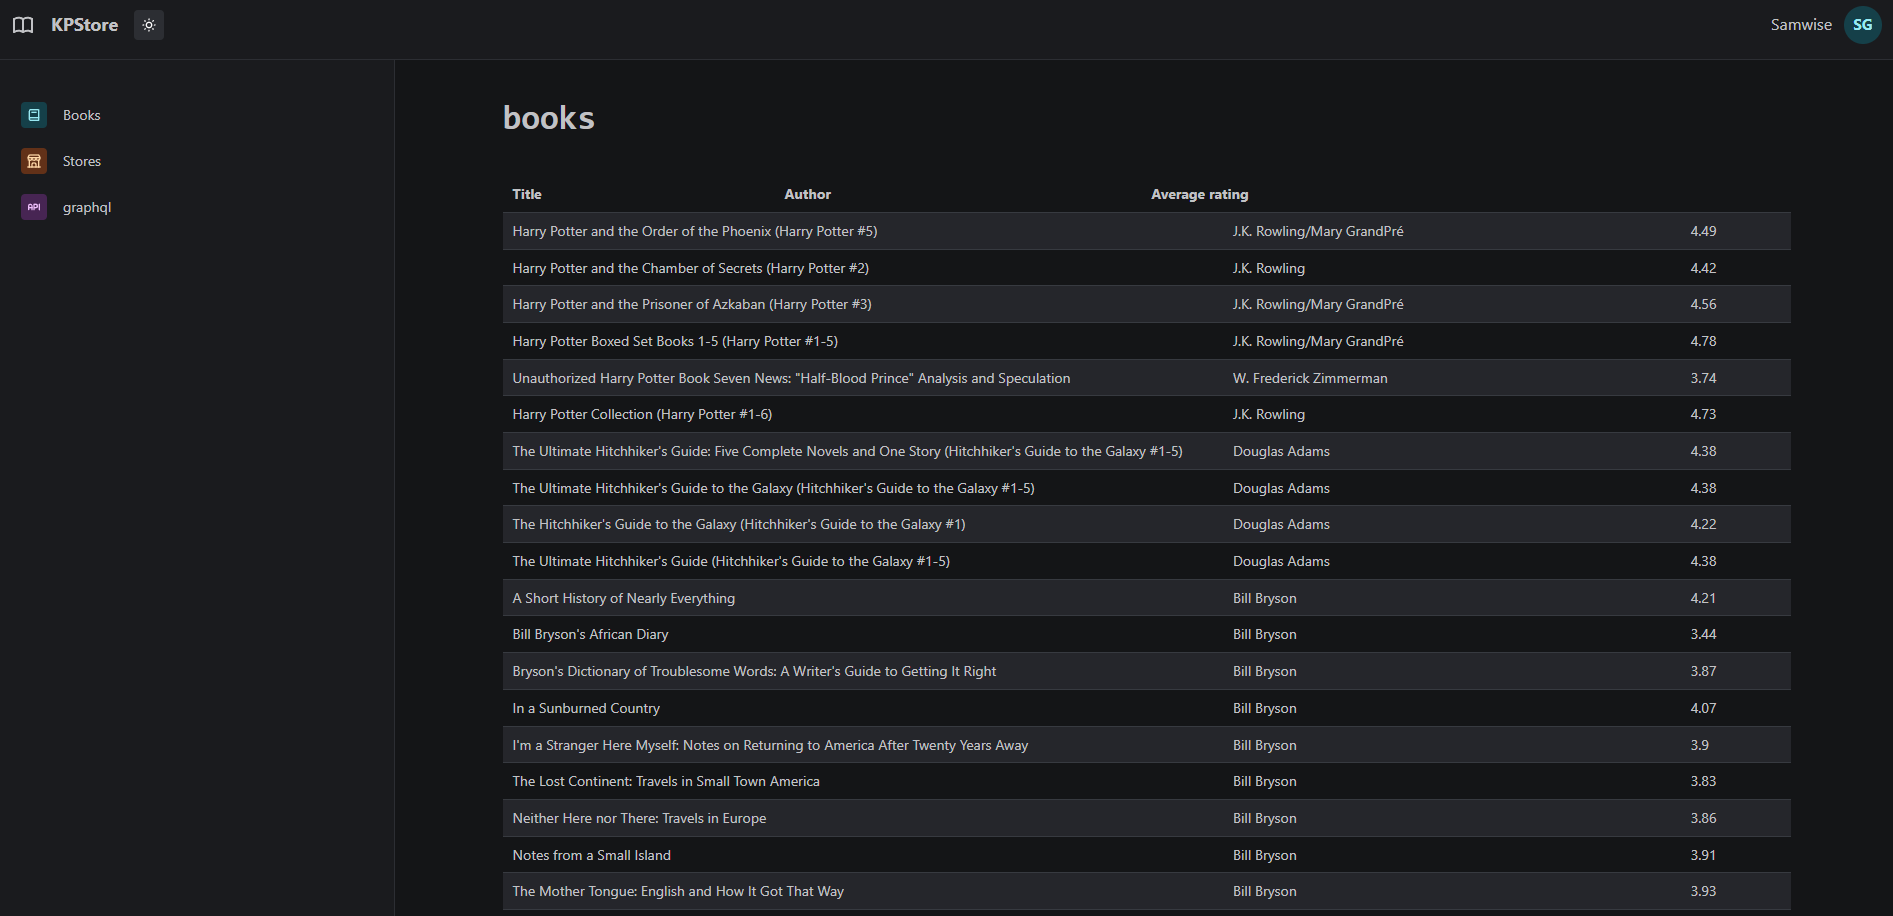 KPStore
Samwise SG
Books
Stores
API graphql
books
Title Author Average rating
Harry Potter and the Order of the Phoenix (Harry Potter #5) J.K. Rowling/Mary GrandPré 4.49
Harry Potter and the Chamber of Secrets (Harry Potter #2) J.K. Rowling 4.42
Harry Potter and the Prisoner of Azkaban (Harry Potter #3) J.K. Rowling/Mary GrandPré 4.56
Harry Potter Boxed Set Books 1-5 (Harry Potter #1-5) J.K. Rowling/Mary GrandPré 4.78
Unauthorized Harry Potter Book Seven News: "Half-Blood Prince" Analysis and Speculation W. Frederick Zimmerman 3.74
Harry Potter Collection (Harry Potter #1-6) J.K. Rowling 4.73
The Ultimate Hitchhiker's Guide: Five Complete Novels and One Story (Hitchhiker's Guide to the Galaxy #1-5) Douglas Adams 4.38
The Ultimate Hitchhiker's Guide to the Galaxy (Hitchhiker's Guide to the Galaxy #1-5) Douglas Adams 4.38
The Hitchhiker's Guide to the Galaxy (Hitchhiker's Guide to the Galaxy #1) Douglas Adams 4.22
The Ultimate Hitchhiker's Guide (Hitchhiker's Guide to the Galaxy #1-5) Douglas Adams 4.38
A Short History of Nearly Everything Bill Bryson 4.21
Bill Bryson's African Diary Bill Bryson 3.44
Bryson's Dictionary of Troublesome Words: A Writer's Guide to Getting It Right Bill Bryson 3.87
In a Sunburned Country Bill Bryson 4.07
I'm a Stranger Here Myself: Notes on Returning to America After Twenty Years Away Bill Bryson 3.9
The Lost Continent: Travels in Small Town America Bill Bryson 3.83
Neither Here nor There: Travels in Europe Bill Bryson 3.86
Notes from a Small Island Bill Bryson 3.91
The Mother Tongue: English and How It Got That Way Bill Bryson 3.93